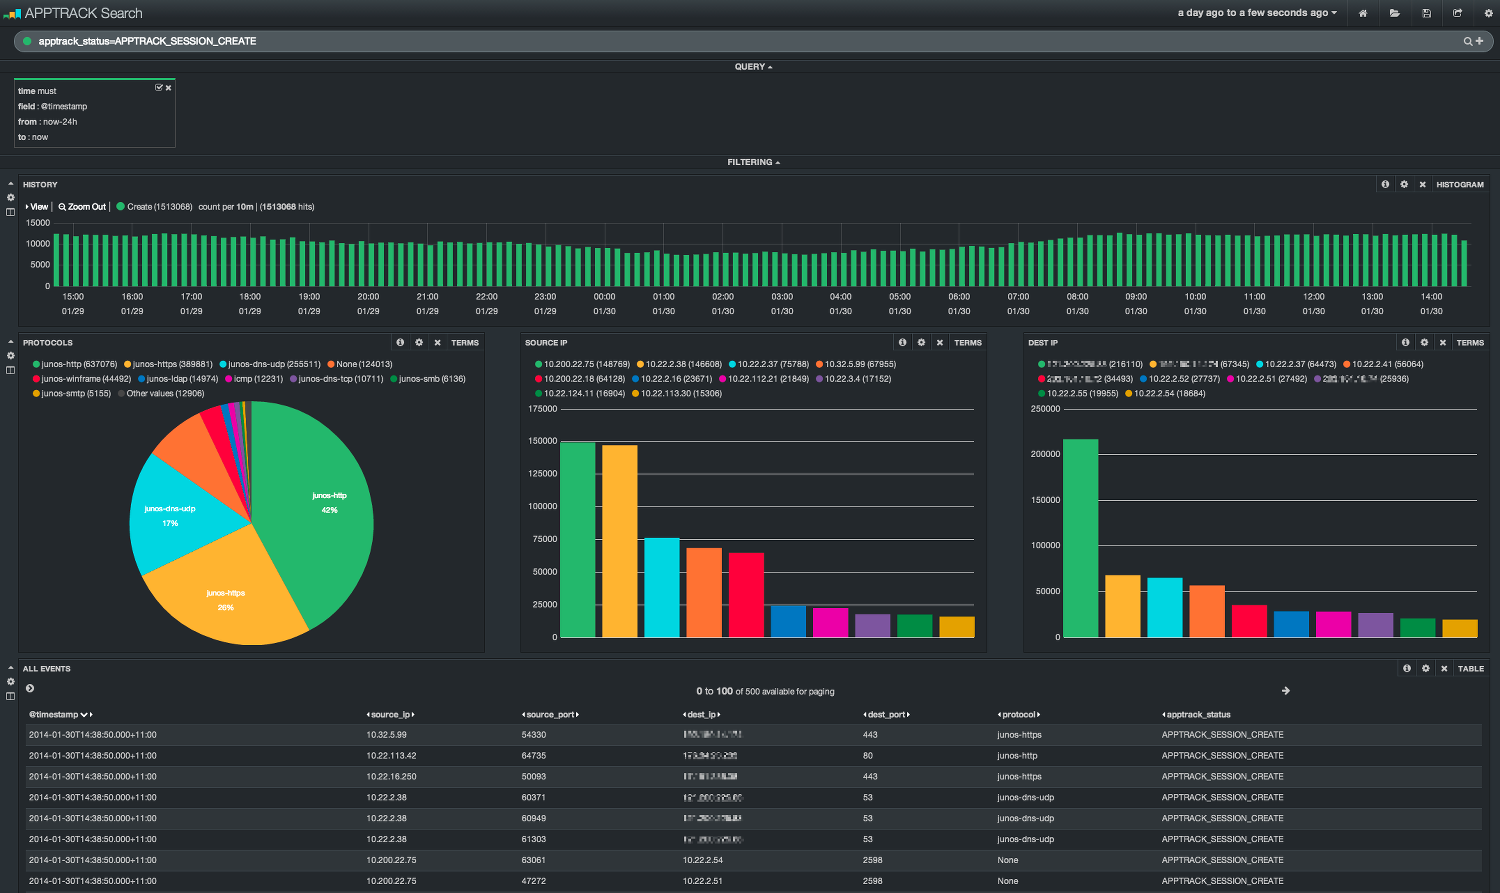 APPTRACK Search
a day ago to a few seconds ago
apptrack_status=APPTRACK_SESSION_CREATE
QUERY
time must
field : @timestamp
from : now-24h
to : now
FILTERING
HISTORY
HISTOGRAM
View | Zoom Out | Create (1513068) count per 10m | (1513068 hits)
15000
10000
5000
0
15:00 16:00 17:00 18:00 19:00 20:00 21:00 22:00 23:00 00:00 01:00 02:00 03:00 04:00 05:00 06:00 07:00 08:00 09:00 10:00 11:00 12:00 13:00 14:00
01/29 01/29 01/29 01/29 01/29 01/29 01/29 01/29 01/29 01/30 01/30 01/30 01/30 01/30 01/30 01/30 01/30 01/30 01/30 01/30 01/30 01/30 01/30 01/30
PROTOCOLS
TERMS
junos-http (637076) junos-https (389881) junos-dns-udp (255511) None (124013)
junos-winframe (44492) junos-ldap (14974) icmp (12231) junos-dns-tcp (10711) junos-smb (6136)
junos-smtp (5155) Other values (12906)
junos-http
42%
junos-dns-udp
17%
junos-https
26%
SOURCE IP
TERMS
10.200.22.75 (148769) 10.22.2.38 (146608) 10.22.2.37 (75788) 10.32.5.99 (67955)
10.200.22.18 (64128) 10.22.2.16 (23671) 10.22.112.21 (21849) 10.22.3.4 (17152)
10.22.124.11 (16904) 10.22.113.30 (15306)
175000
150000
125000
100000
75000
50000
25000
0
DEST IP
TERMS
(216110) (67345) 10.22.2.37 (64473) 10.22.2.41 (56064)
(34493) 10.22.2.52 (27737) 10.22.2.51 (27492) (25936)
10.22.2.55 (19955) 10.22.2.54 (18684)
250000
200000
150000
100000
50000
0
ALL EVENTS
TABLE
0 to 100 of 500 available for paging
@timestamp source_ip source_port dest_ip dest_port protocol apptrack_status
2014-01-30T14:38:50.000+11:00 10.32.5.99 54330 443 junos-https APPTRACK_SESSION_CREATE
2014-01-30T14:38:50.000+11:00 10.22.113.42 64735 80 junos-http APPTRACK_SESSION_CREATE
2014-01-30T14:38:50.000+11:00 10.22.16.250 50093 443 junos-https APPTRACK_SESSION_CREATE
2014-01-30T14:38:50.000+11:00 10.22.2.38 60371 53 junos-dns-udp APPTRACK_SESSION_CREATE
2014-01-30T14:38:50.000+11:00 10.22.2.38 60949 53 junos-dns-udp APPTRACK_SESSION_CREATE
2014-01-30T14:38:50.000+11:00 10.22.2.38 61303 53 junos-dns-udp APPTRACK_SESSION_CREATE
2014-01-30T14:38:50.000+11:00 10.200.22.75 63061 10.22.2.54 2598 None APPTRACK_SESSION_CREATE
2014-01-30T14:38:50.000+11:00 10.200.22.75 47272 10.22.2.51 2598 None APPTRACK_SESSION_CREATE